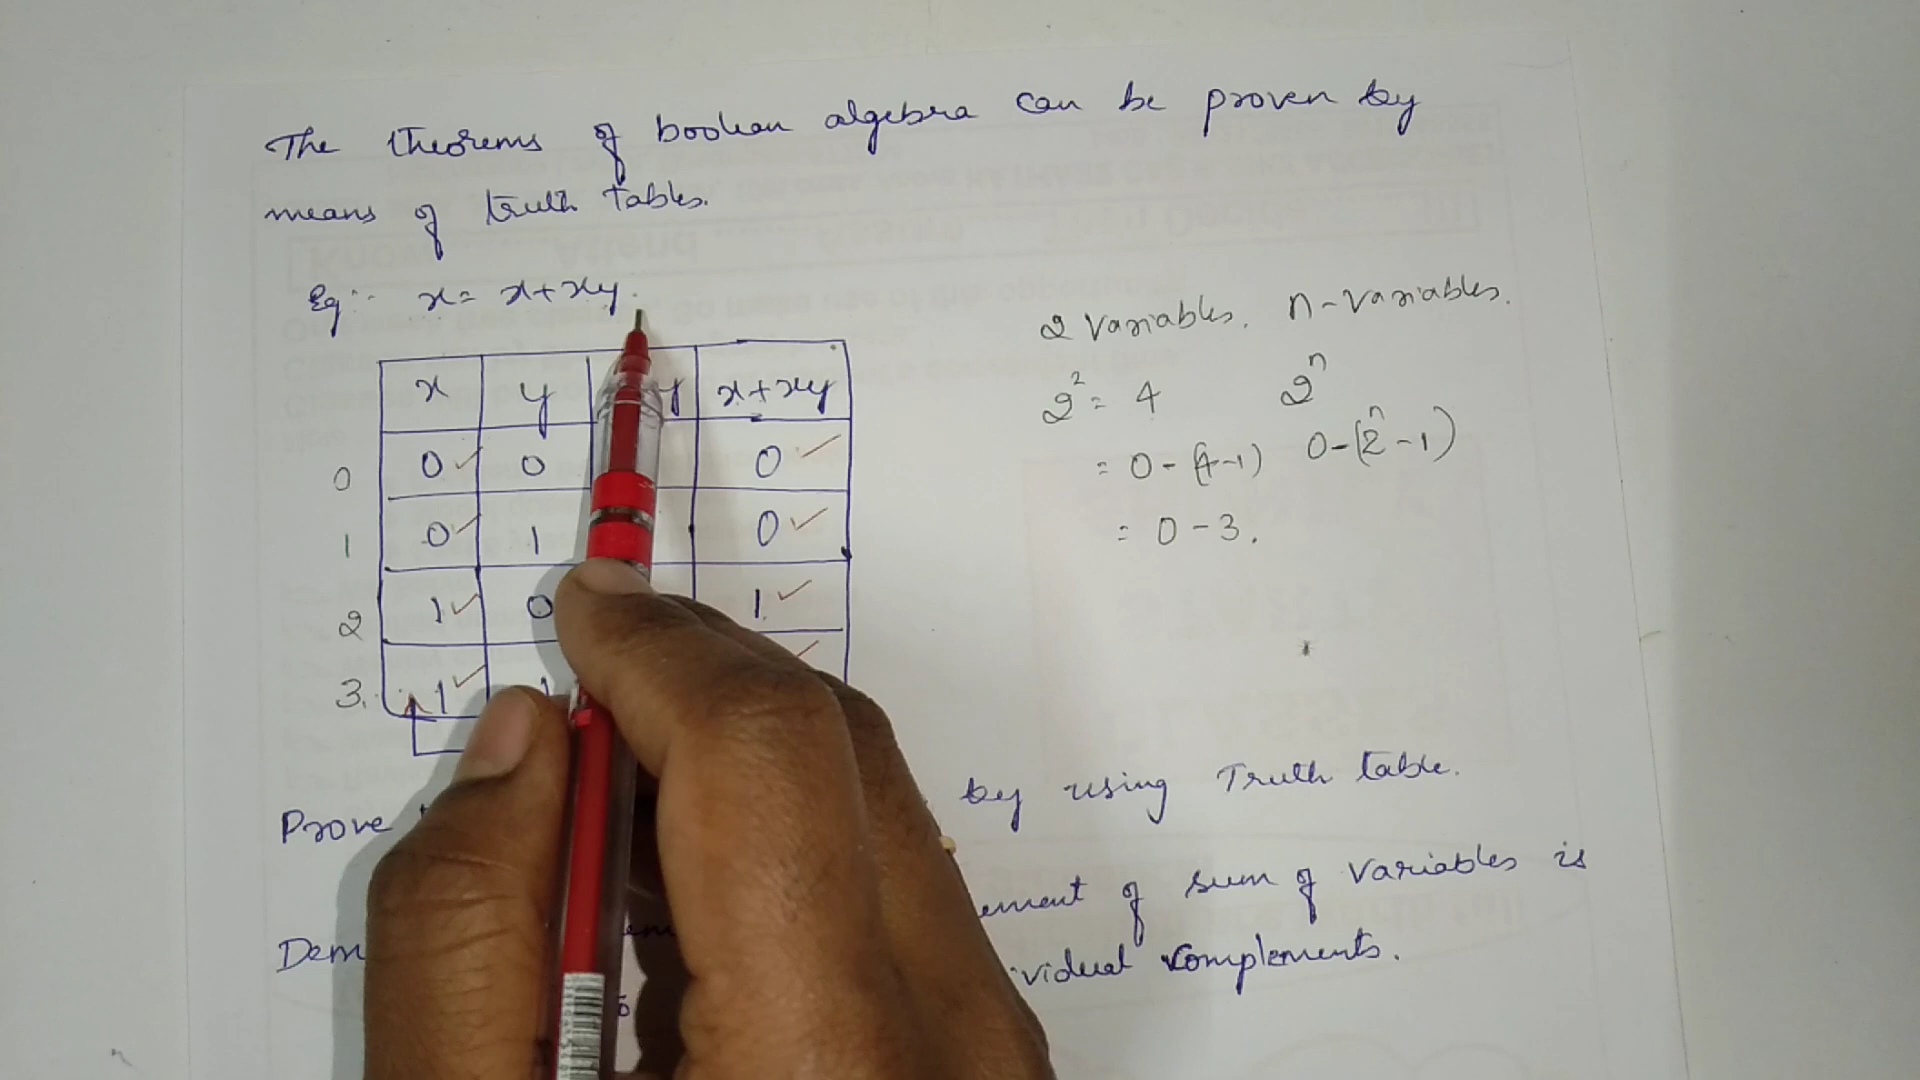 The theorems of boolean algebra can be proven by
means of truth tables.
Eg:- x = x+xy.
2 variables. n-variables.
x y y x+xy
2² = 4 2ⁿ
0 0 0 0
= 0-(4-1) 0-(2ⁿ-1)
1 0 1 0
= 0-3.
2 1 0 1
3. 1 1
Prove by using Truth table.
Dem ement of sum of variables is
vidual complements.